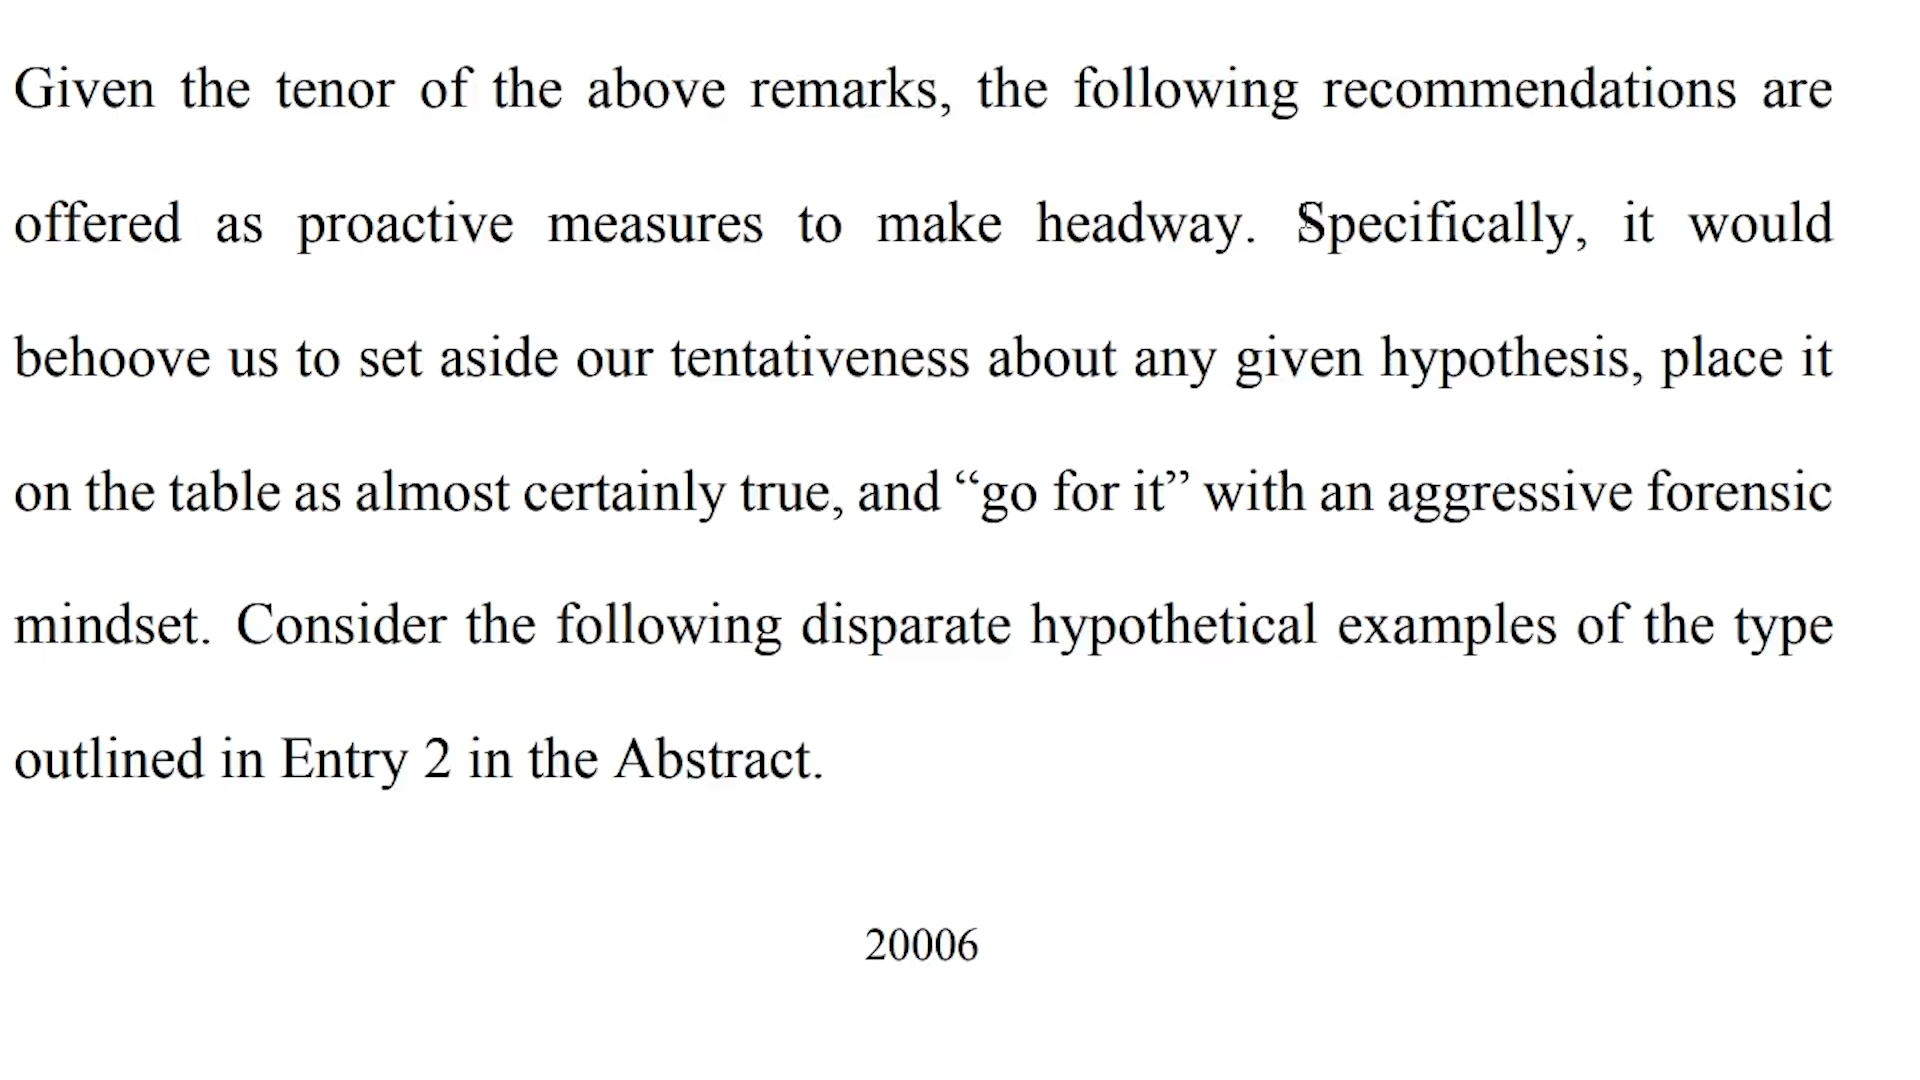 Given the tenor of the above remarks, the following recommendations are
offered as proactive measures to make headway. Specifically, it would
behoove us to set aside our tentativeness about any given hypothesis, place it
on the table as almost certainly true, and “go for it” with an aggressive forensic
mindset. Consider the following disparate hypothetical examples of the type
outlined in Entry 2 in the Abstract.
20006